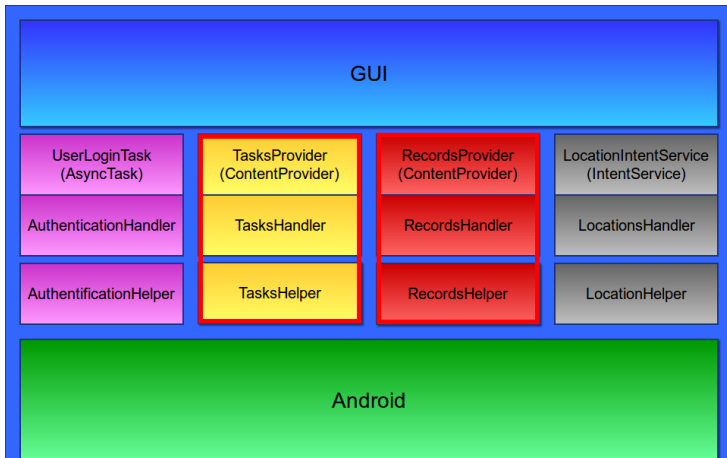 GUI
UserLoginTask
(AsyncTask)
TasksProvider
(ContentProvider)
RecordsProvider
(ContentProvider)
LocationIntentService
(IntentService)
AuthenticationHandler
TasksHandler
RecordsHandler
LocationsHandler
AuthentificationHelper
TasksHelper
RecordsHelper
LocationHelper
Android